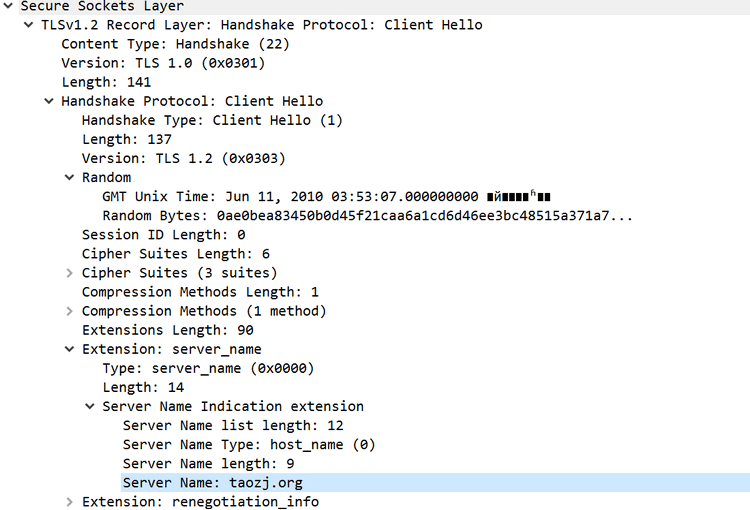 Secure Sockets Layer
TLSv1.2 Record Layer: Handshake Protocol: Client Hello
Content Type: Handshake (22)
Version: TLS 1.0 (0x0301)
Length: 141
Handshake Protocol: Client Hello
Handshake Type: Client Hello (1)
Length: 137
Version: TLS 1.2 (0x0303)
Random
GMT Unix Time: Jun 11, 2010 03:53:07.000000000
Random Bytes: 0ae0bea83450b0d45f21caa6a1cd6d46ee3bc48515a371a7...
Session ID Length: 0
Cipher Suites Length: 6
Cipher Suites (3 suites)
Compression Methods Length: 1
Compression Methods (1 method)
Extensions Length: 90
Extension: server_name
Type: server_name (0x0000)
Length: 14
Server Name Indication extension
Server Name list length: 12
Server Name Type: host_name (0)
Server Name length: 9
Server Name: taozj.org
Extension: renegotiation_info